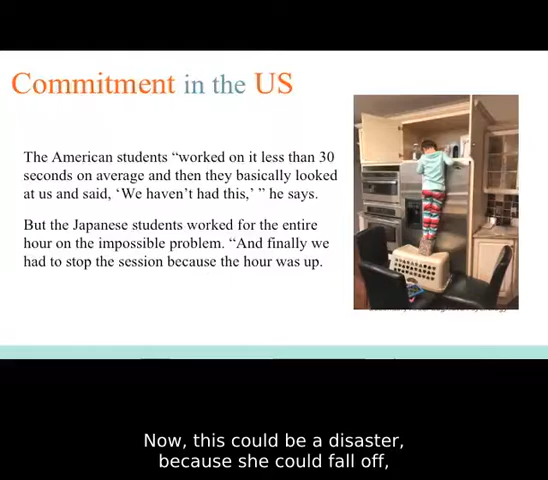 Commitment in the US
The American students “worked on it less than 30
seconds on average and then they basically looked
at us and said, ‘We haven’t had this,’ ” he says.
But the Japanese students worked for the entire
hour on the impossible problem. “And finally we
had to stop the session because the hour was up.
Now, this could be a disaster,
because she could fall off,